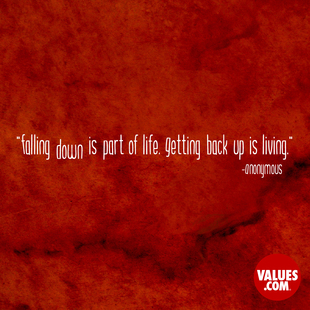 "falling down is part of life. getting back up is living."
-anonymous
VALUES
.COM